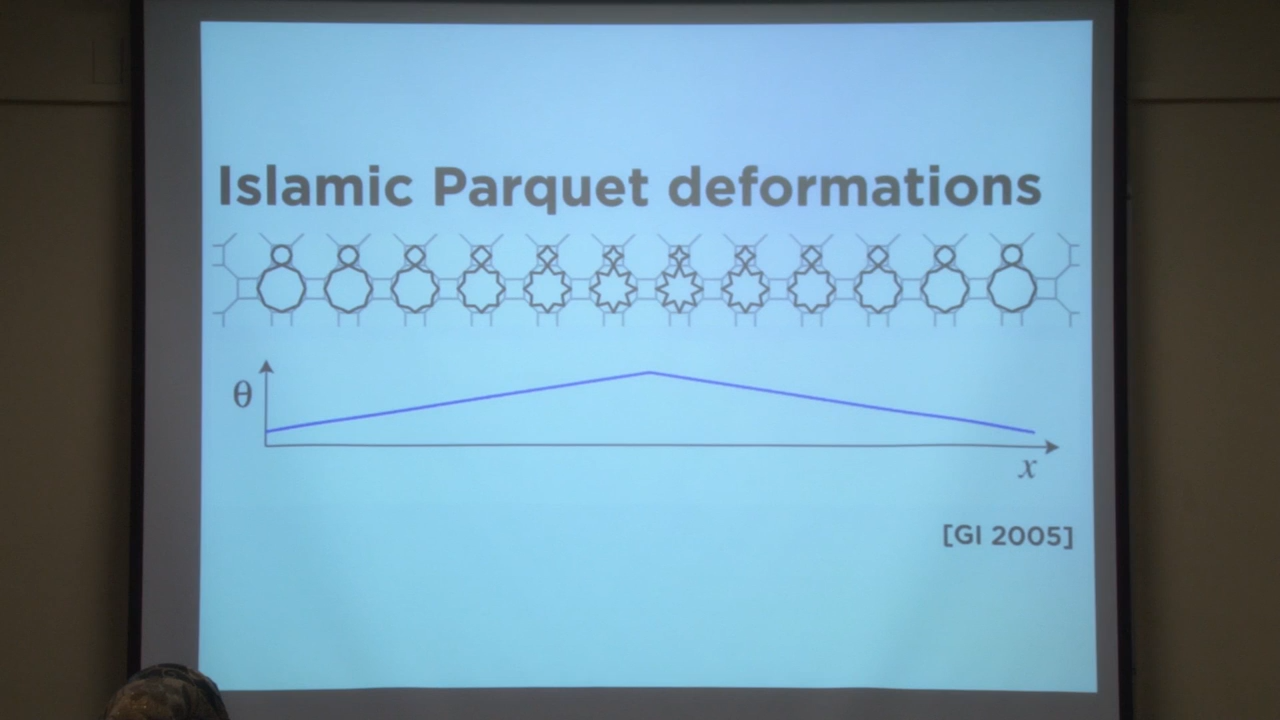 Islamic Parquet deformations
θ
x
[GI 2005]